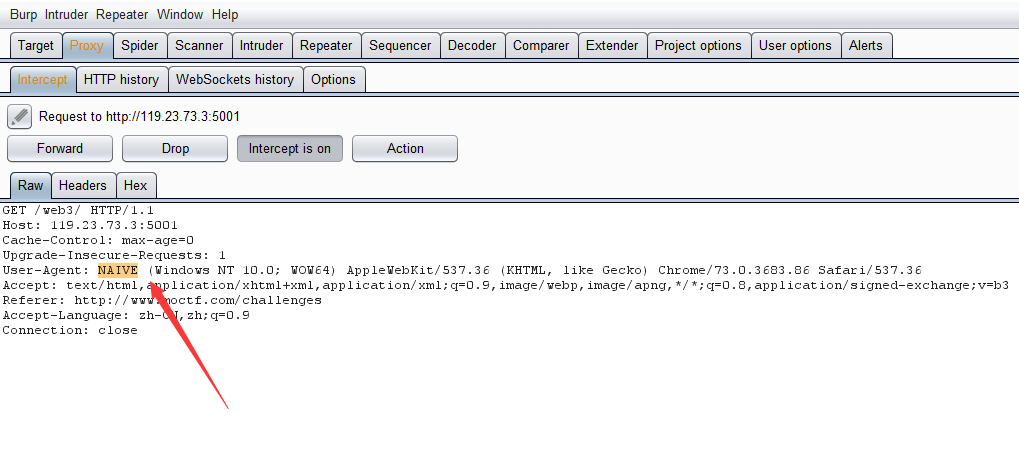 Burp Intruder Repeater Window Help
Target Proxy Spider Scanner Intruder Repeater Sequencer Decoder Comparer Extender Project options User options Alerts
Intercept HTTP history WebSockets history Options
Request to http://119.23.73.3:5001
Forward Drop Intercept is on Action
Raw Headers Hex
GET /web3/ HTTP/1.1
Host: 119.23.73.3:5001
Cache-Control: max-age=0
Upgrade-Insecure-Requests: 1
User-Agent: NAIVE (Windows NT 10.0; WOW64) AppleWebKit/537.36 (KHTML, like Gecko) Chrome/73.0.3683.86 Safari/537.36
Accept: text/html,application/xhtml+xml,application/xml;q=0.9,image/webp,image/apng,*/*;q=0.8,application/signed-exchange;v=b3
Referer: http://www.moctf.com/challenges
Accept-Language: zh-CN,zh;q=0.9
Connection: close